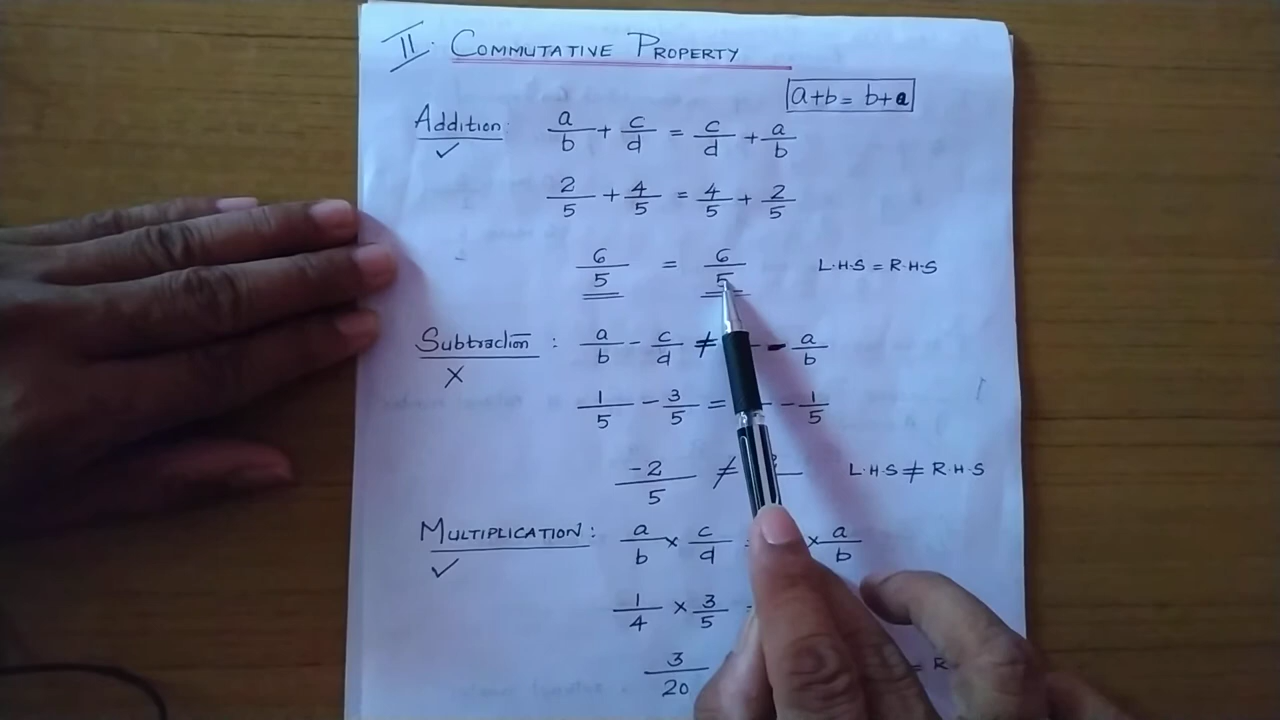 II. COMMUTATIVE PROPERTY
a+b = b+a
Addition: a/b + c/d = c/d + a/b
✓
2/5 + 4/5 = 4/5 + 2/5
6/5 = 6/5 L.H.S = R.H.S
Subtraction : a/b - c/d ≠ - a/b
X
1/5 - 3/5 = - 1/5
-2/5 ≠ L.H.S ≠ R.H.S
MULTIPLICATION : a/b × c/d × a/b
✓
1/4 × 3/5
3/20 = R